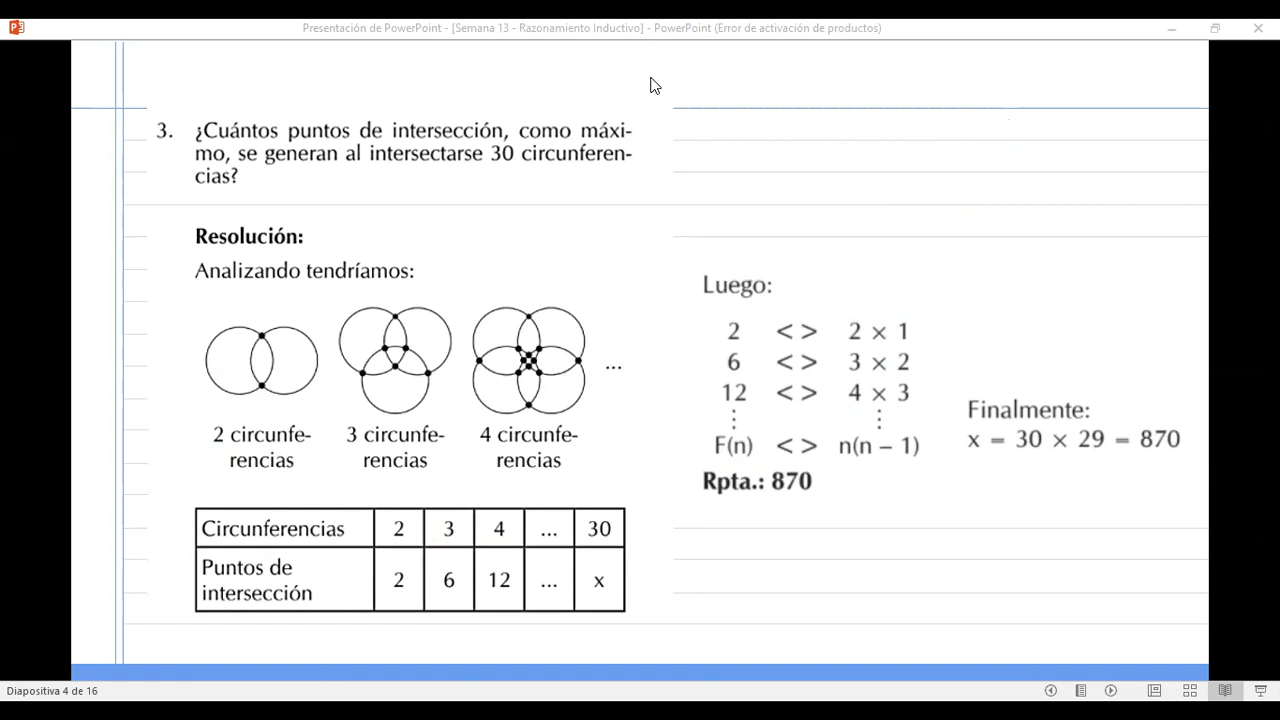 Presentación de PowerPoint - [Semana 13 - Razonamiento Inductivo] - PowerPoint (Error de activación de productos)
3. ¿Cuántos puntos de intersección, como máxi-
mo, se generan al intersectarse 30 circunferen-
cias?
Resolución:
Analizando tendríamos:
...
2 circunfe-
rencias
3 circunfe-
rencias
4 circunfe-
rencias
Circunferencias 2 3 4 ... 30
Puntos de
intersección 2 6 12 ... x
Luego:
2 < > 2 × 1
6 < > 3 × 2
12 < > 4 × 3
⋮ ⋮
F(n) < > n(n – 1)
Rpta.: 870
Finalmente:
x = 30 × 29 = 870
Diapositiva 4 de 16